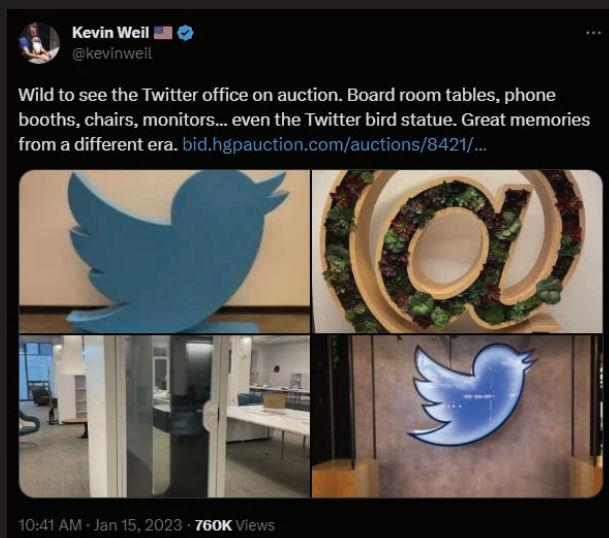 Kevin Weil 🇺🇸
@kevinweil
Wild to see the Twitter office on auction. Board room tables, phone
booths, chairs, monitors... even the Twitter bird statue. Great memories
from a different era. bid.hgpauction.com/auctions/8421/...
10:41 AM · Jan 15, 2023 · 760K Views